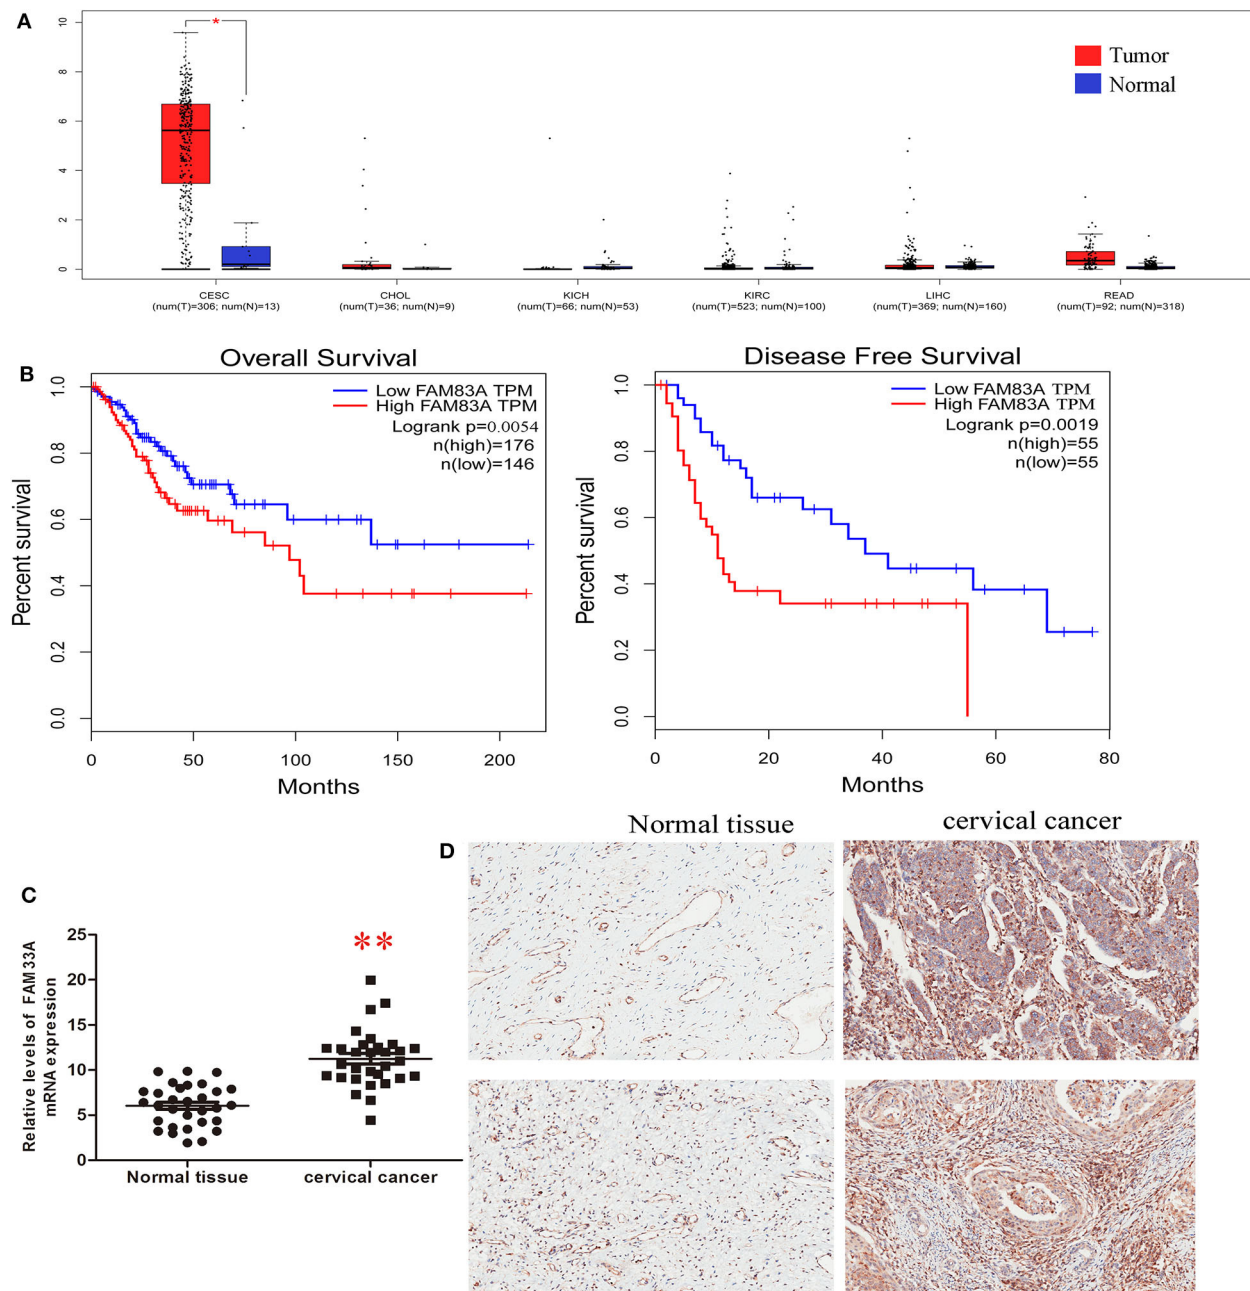 A
10
8
6
4
2
0
*
Tumor
Normal
CESC
(num(T)=306; num(N)=13)
CHOL
(num(T)=36; num(N)=9)
KICH
(num(T)=66; num(N)=53)
KIRC
(num(T)=523; num(N)=100)
LIHC
(num(T)=369; num(N)=160)
READ
(num(T)=92; num(N)=318)
B
Overall Survival
Low FAM83A TPM
High FAM83A TPM
Logrank p=0.0054
n(high)=176
n(low)=146
Percent survival
1.0
0.8
0.6
0.4
0.2
0.0
0 50 100 150 200
Months
Disease Free Survival
Low FAM83A TPM
High FAM83A TPM
Logrank p=0.0019
n(high)=55
n(low)=55
Percent survival
1.0
0.8
0.6
0.4
0.2
0.0
0 20 40 60 80
Months
C
Relative levels of FAM33A
mRNA expression
25
20
15
10
5
0
**
Normal tissue
cervical cancer
D
Normal tissue
cervical cancer